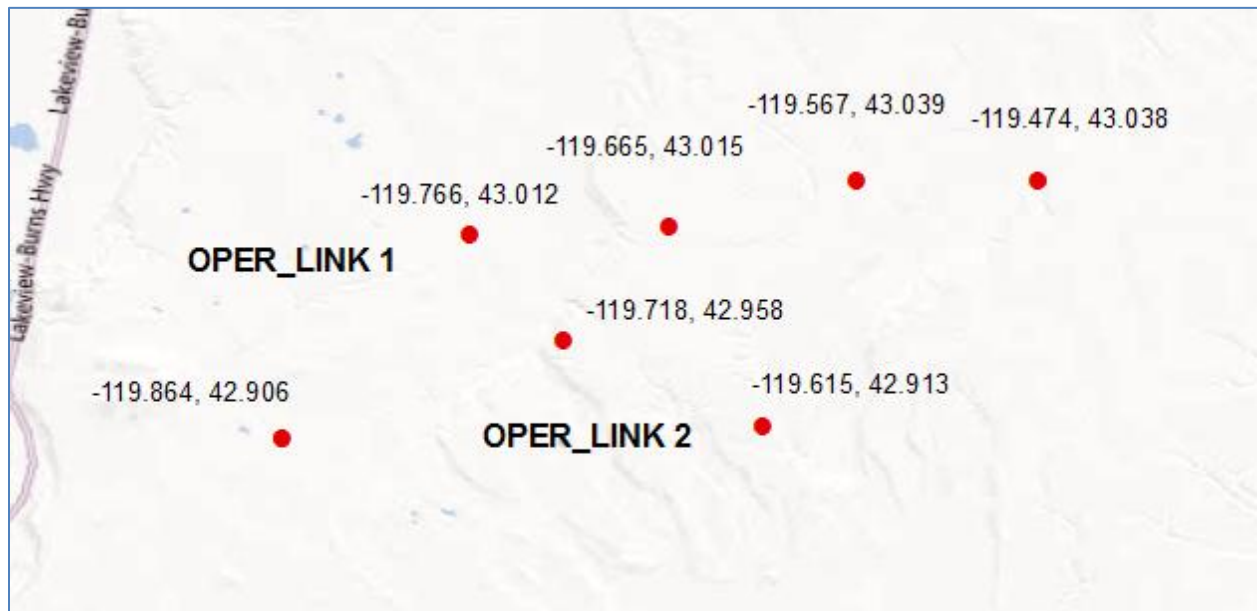 Lakeview-Bu
Lakeview-Burns Hwy
-119.567, 43.039
-119.474, 43.038
-119.665, 43.015
-119.766, 43.012
OPER_LINK 1
-119.718, 42.958
-119.864, 42.906
-119.615, 42.913
OPER_LINK 2